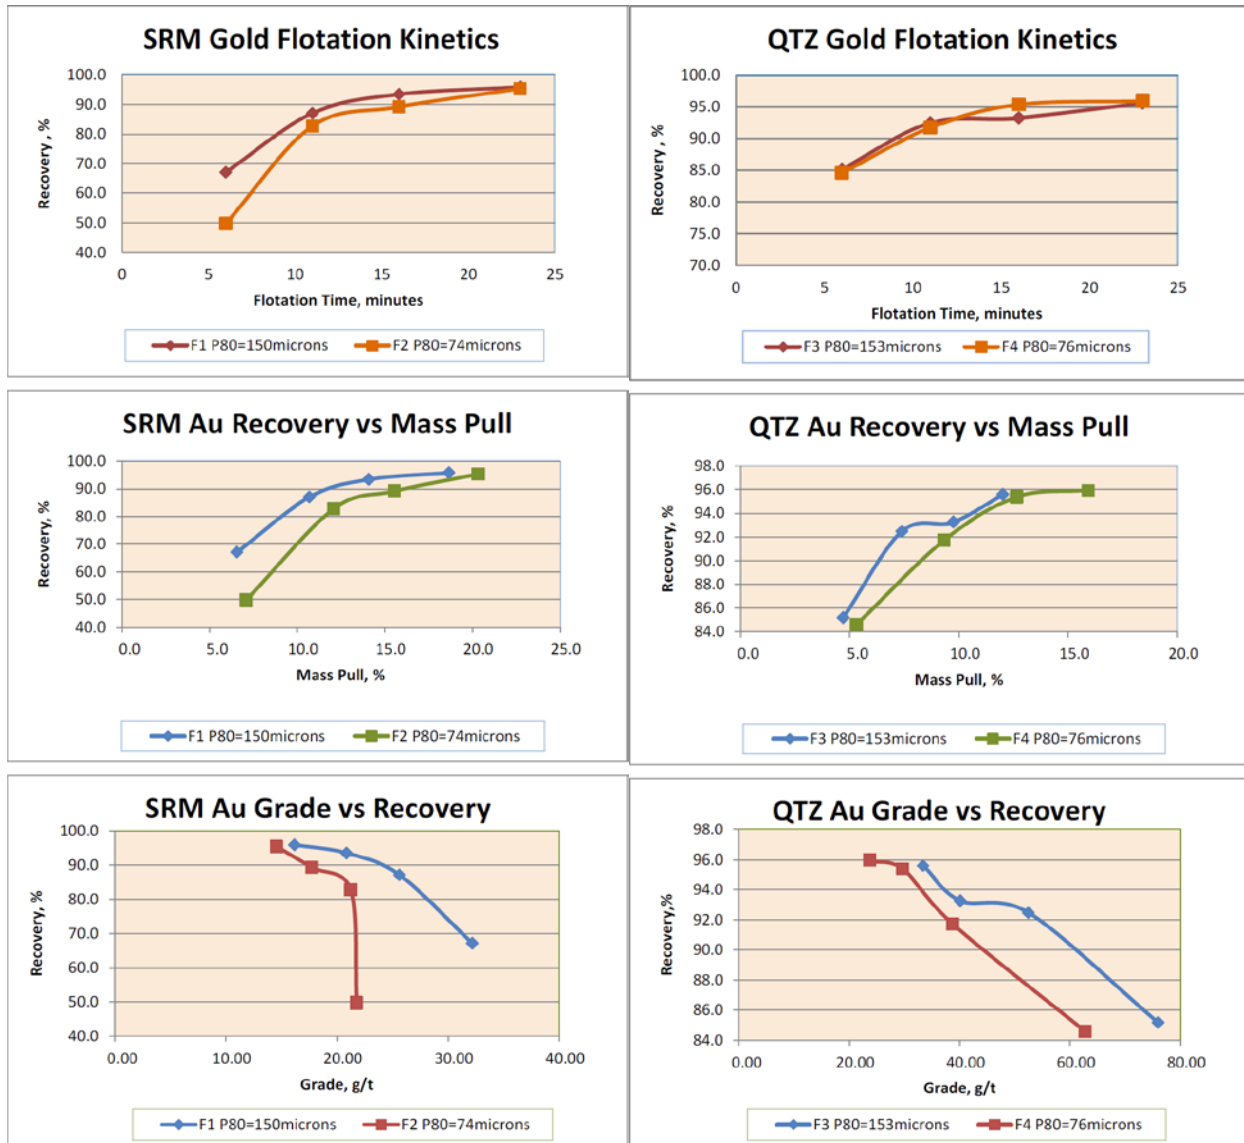 SRM Gold Flotation Kinetics
100.0
90.0
80.0
70.0
60.0
50.0
40.0
Recovery , %
0 5 10 15 20 25
Flotation Time, minutes
F1 P80=150microns F2 P80=74microns
QTZ Gold Flotation Kinetics
100.0
95.0
90.0
85.0
80.0
75.0
70.0
Recovery , %
0 5 10 15 20 25
Flotation Time, minutes
F3 P80=153microns F4 P80=76microns
SRM Au Recovery vs Mass Pull
100.0
90.0
80.0
70.0
60.0
50.0
40.0
Recovery, %
0.0 5.0 10.0 15.0 20.0 25.0
Mass Pull, %
F1 P80=150microns F2 P80=74microns
QTZ Au Recovery vs Mass Pull
98.0
96.0
94.0
92.0
90.0
88.0
86.0
84.0
Recovery, %
0.0 5.0 10.0 15.0 20.0
Mass Pull, %
F3 P80=153microns F4 P80=76microns
SRM Au Grade vs Recovery
100.0
90.0
80.0
70.0
60.0
50.0
40.0
Recovery, %
0.00 10.00 20.00 30.00 40.00
Grade, g/t
F1 P80=150microns F2 P80=74microns
QTZ Au Grade vs Recovery
98.0
96.0
94.0
92.0
90.0
88.0
86.0
84.0
Recovery,%
0.00 20.00 40.00 60.00 80.00
Grade, g/t
F3 P80=153microns F4 P80=76microns